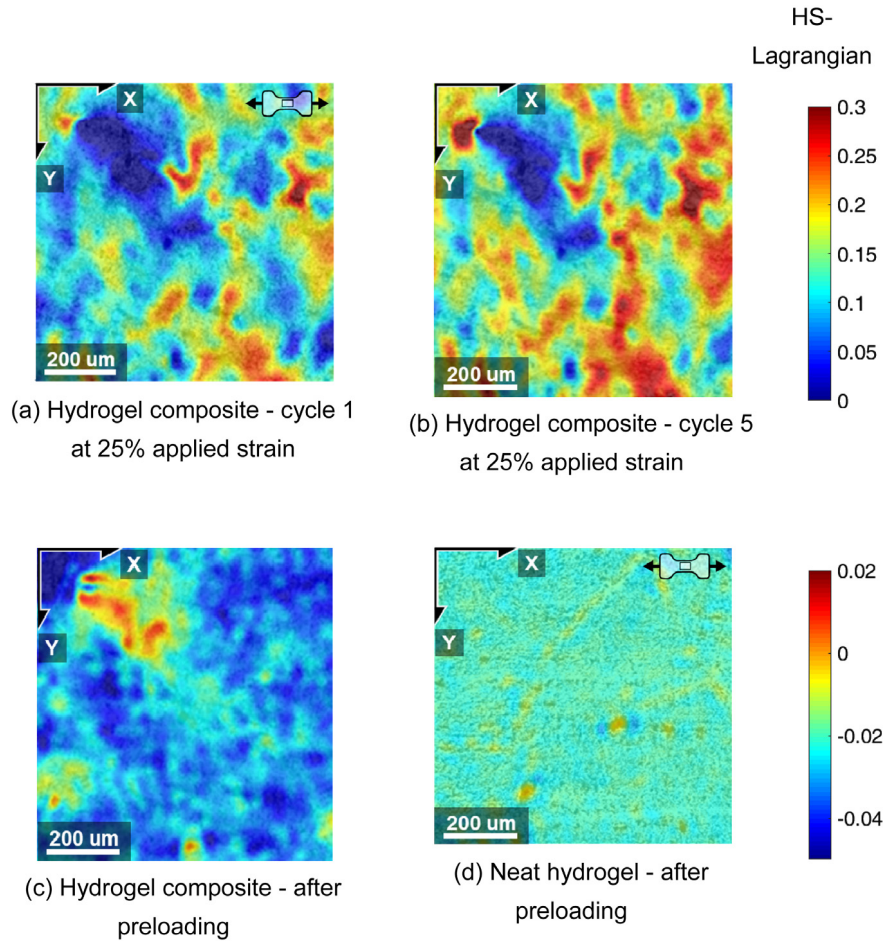 HS-
Lagrangian
X
Y
200 um
(a) Hydrogel composite - cycle 1
at 25% applied strain
X
Y
200 um
(b) Hydrogel composite - cycle 5
at 25% applied strain
0.3
0.25
0.2
0.15
0.1
0.05
0
X
Y
200 um
(c) Hydrogel composite - after
preloading
X
Y
200 um
(d) Neat hydrogel - after
preloading
0.02
0
-0.02
-0.04